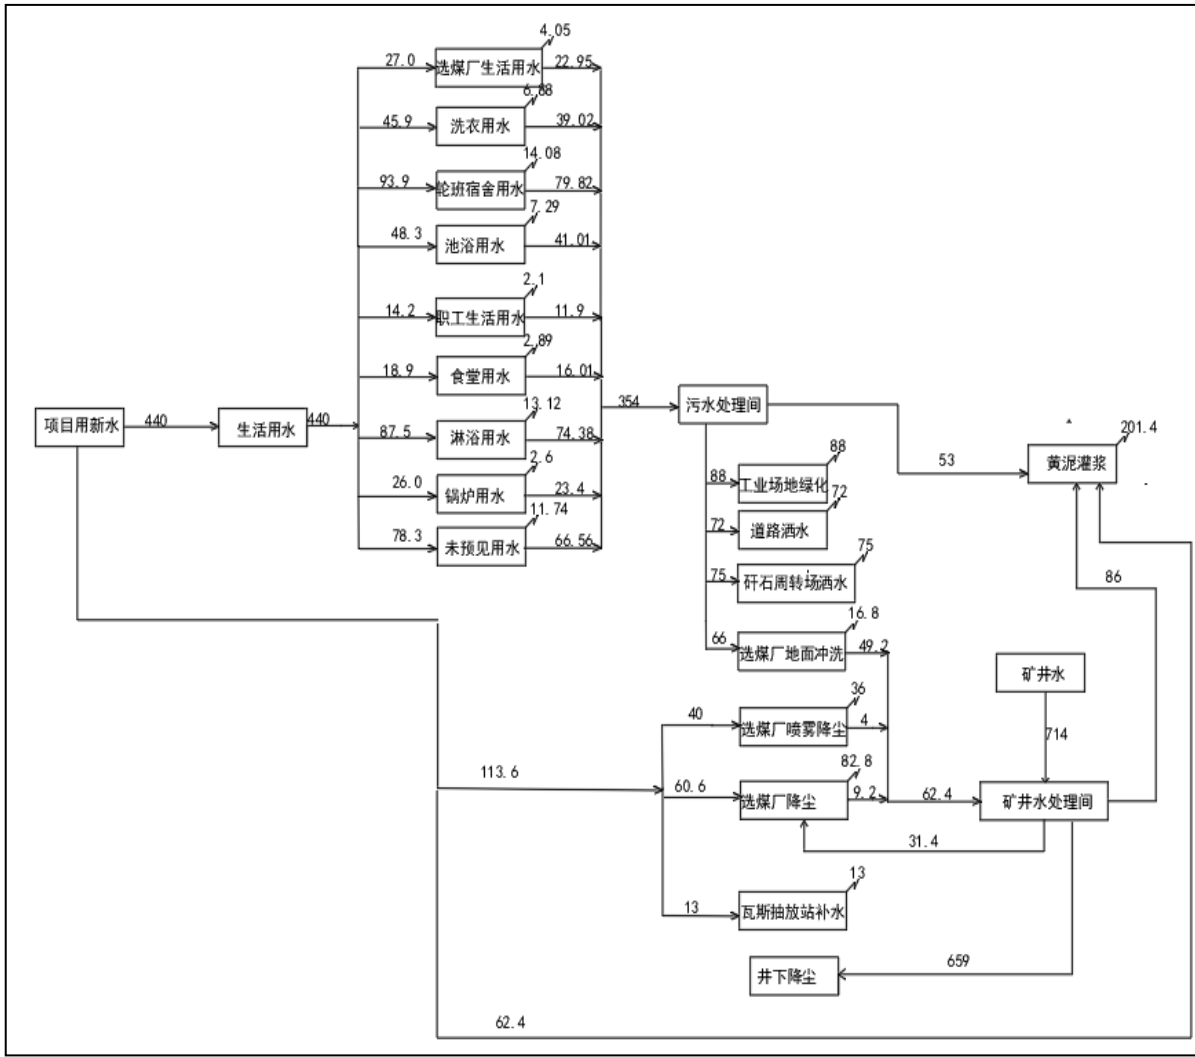 4.05
27.0
选煤厂生活用水
22.95
6.88
45.9
洗衣用水
39.02
14.08
93.9
轮班宿舍用水
79.82
7.29
48.3
池浴用水
41.01
2.1
14.2
职工生活用水
11.9
2.89
18.9
食堂用水
16.01
项目用新水
440
生活用水
440
13.12
87.5
淋浴用水
74.38
2.6
26.0
锅炉用水
23.4
11.74
78.3
未预见用水
66.56
354
污水处理间
53
黄泥灌浆
201.4
88
88
工业场地绿化
72
72
道路洒水
75
75
矸石周转场洒水
86
16.8
66
选煤厂地面冲洗
49.2
矿井水
714
36
40
选煤厂喷雾降尘
4
113.6
82.8
60.6
选煤厂降尘
9.2
62.4
矿井水处理间
31.4
13
13
瓦斯抽放站补水
659
井下降尘
62.4